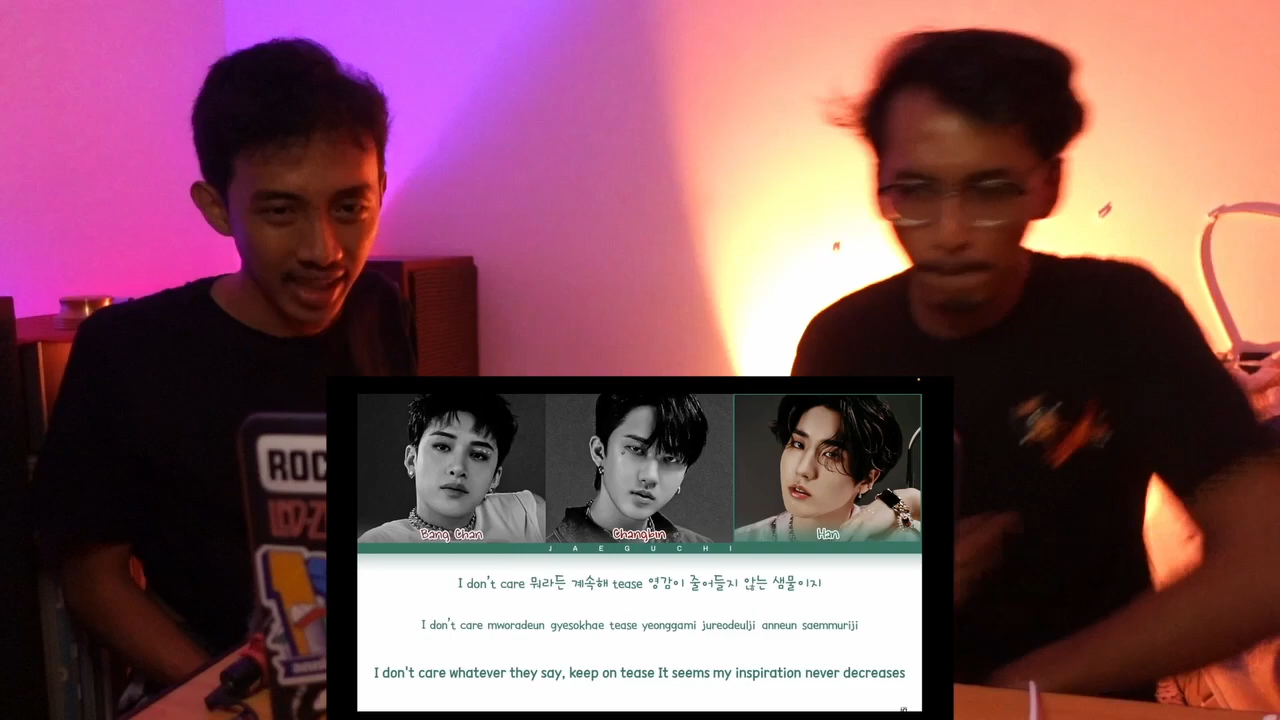 ROC
Bang Chan
Changbin
Han
JAEGUCHI
I don't care 뭐라든 계속해 tease 영감이 줄어들지 않는 샘물이지
I don't care mworadeun gyesokhae tease yeonggami jureodeulji anneun saemmuriji
I don't care whatever they say, keep on tease It seems my inspiration never decreases